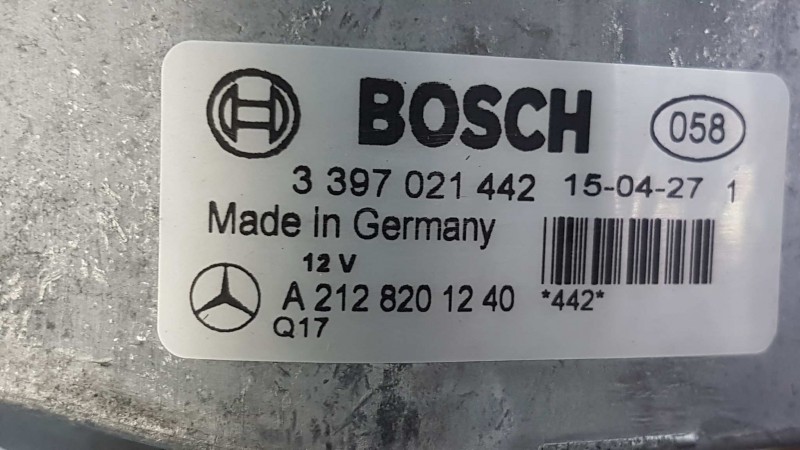 BOSCH 058
3 397 021 442 15-04-27 1
Made in Germany
12 V
A 212 820 12 40 *442*
Q17